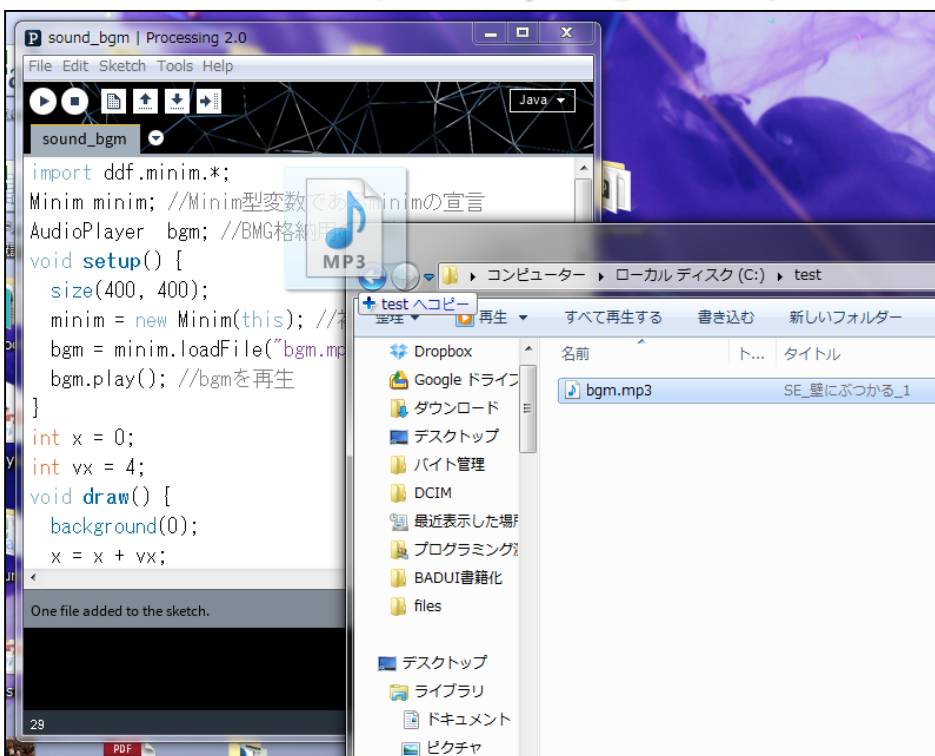 sound_bgm | Processing 2.0
File Edit Sketch Tools Help
Java
sound_bgm
import ddf.minim.*;
Minim minim; //Minim型変数であるminimの宣言
AudioPlayer bgm; //BMG格納用
MP3
void setup() {
size(400, 400);
minim = new Minim(this); //
bgm = minim.loadFile("bgm.mp
bgm.play(); //bgmを再生
}
int x = 0;
int vx = 4;
void draw() {
background(0);
x = x + vx;
One file added to the sketch.
29
PDF
コンピューター ローカル ディスク (C:) test
test へコピー
整理 再生 すべて再生する 書き込む 新しいフォルダー
Dropbox
Google ドライブ
ダウンロード
デスクトップ
バイト管理
DCIM
最近表示した場所
プログラミング
BADUI書籍化
files
デスクトップ
ライブラリ
ドキュメント
ピクチャ
名前 ト... タイトル
bgm.mp3 SE_壁にぶつかる_1